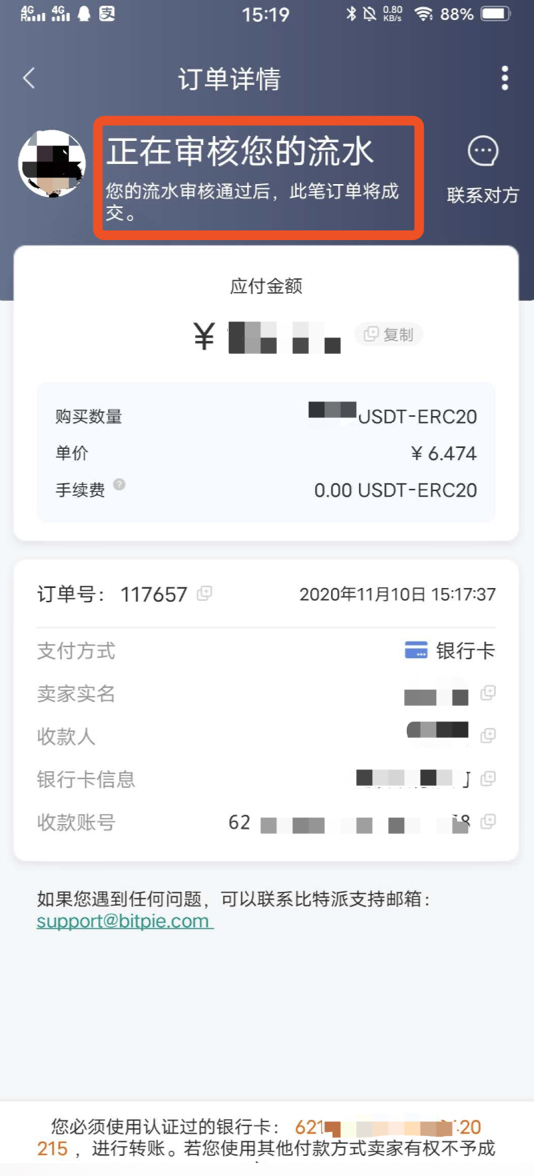 4G
R
4G
支
15:19
0.80
KB/s
88%
订单详情
正在审核您的流水
您的流水审核通过后，此笔订单将成
交。
联系对方
应付金额
¥
复制
购买数量 USDT-ERC20
单价 ¥ 6.474
手续费 ? 0.00 USDT-ERC20
订单号： 117657 2020年11月10日 15:17:37
支付方式 银行卡
卖家实名
收款人
银行卡信息
收款账号 62 8
如果您遇到任何问题，可以联系比特派支持邮箱：
support@bitpie.com
您必须使用认证过的银行卡： 621 20
215 ，进行转账。若您使用其他付款方式卖家有权不予成